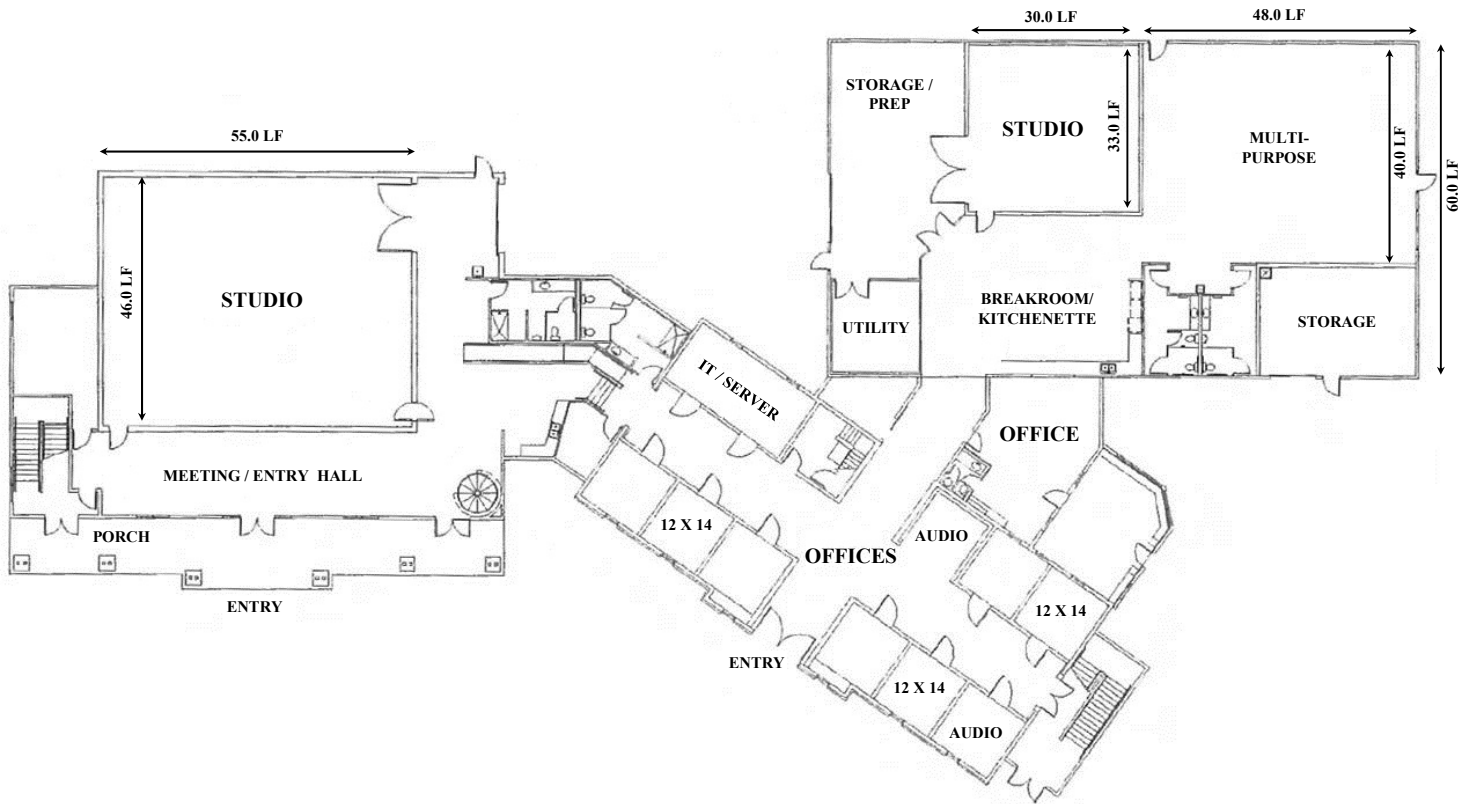 30.0 LF
48.0 LF
STORAGE /
PREP
STUDIO
33.0 LF
MULTI-
PURPOSE
40.0 LF
60.0 LF
55.0 LF
46.0 LF
STUDIO
BREAKROOM/
KITCHENETTE
UTILITY
STORAGE
IT / SERVER
OFFICE
MEETING / ENTRY HALL
12 X 14
PORCH
AUDIO
OFFICES
ENTRY
12 X 14
ENTRY
12 X 14
AUDIO